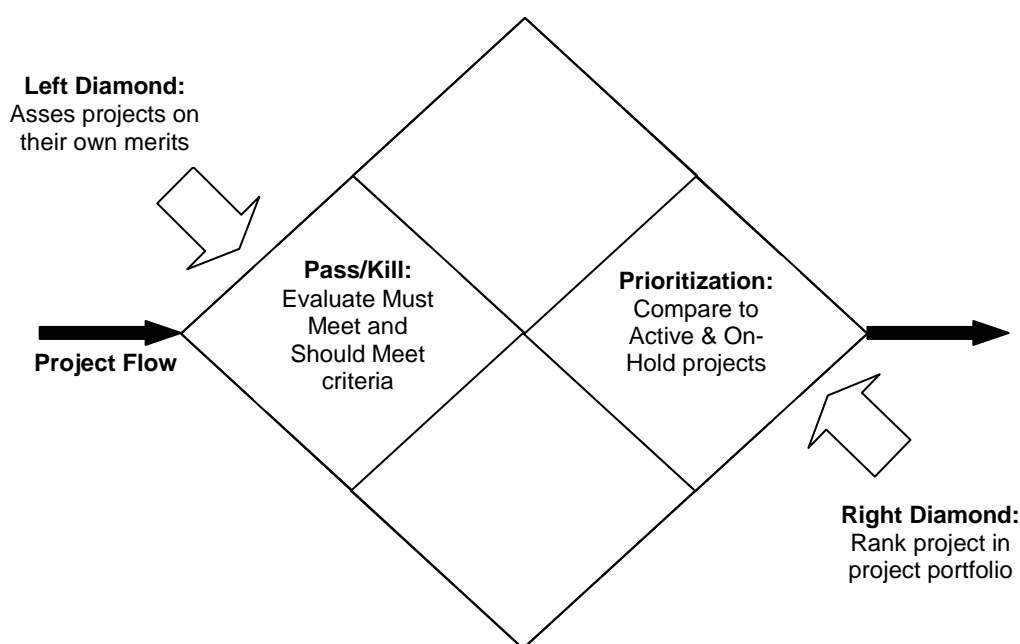 Left Diamond:
Asses projects on
their own merits
Pass/Kill:
Evaluate Must
Meet and
Should Meet
criteria
Prioritization:
Compare to
Active & On-
Hold projects
Project Flow
Right Diamond:
Rank project in
project portfolio